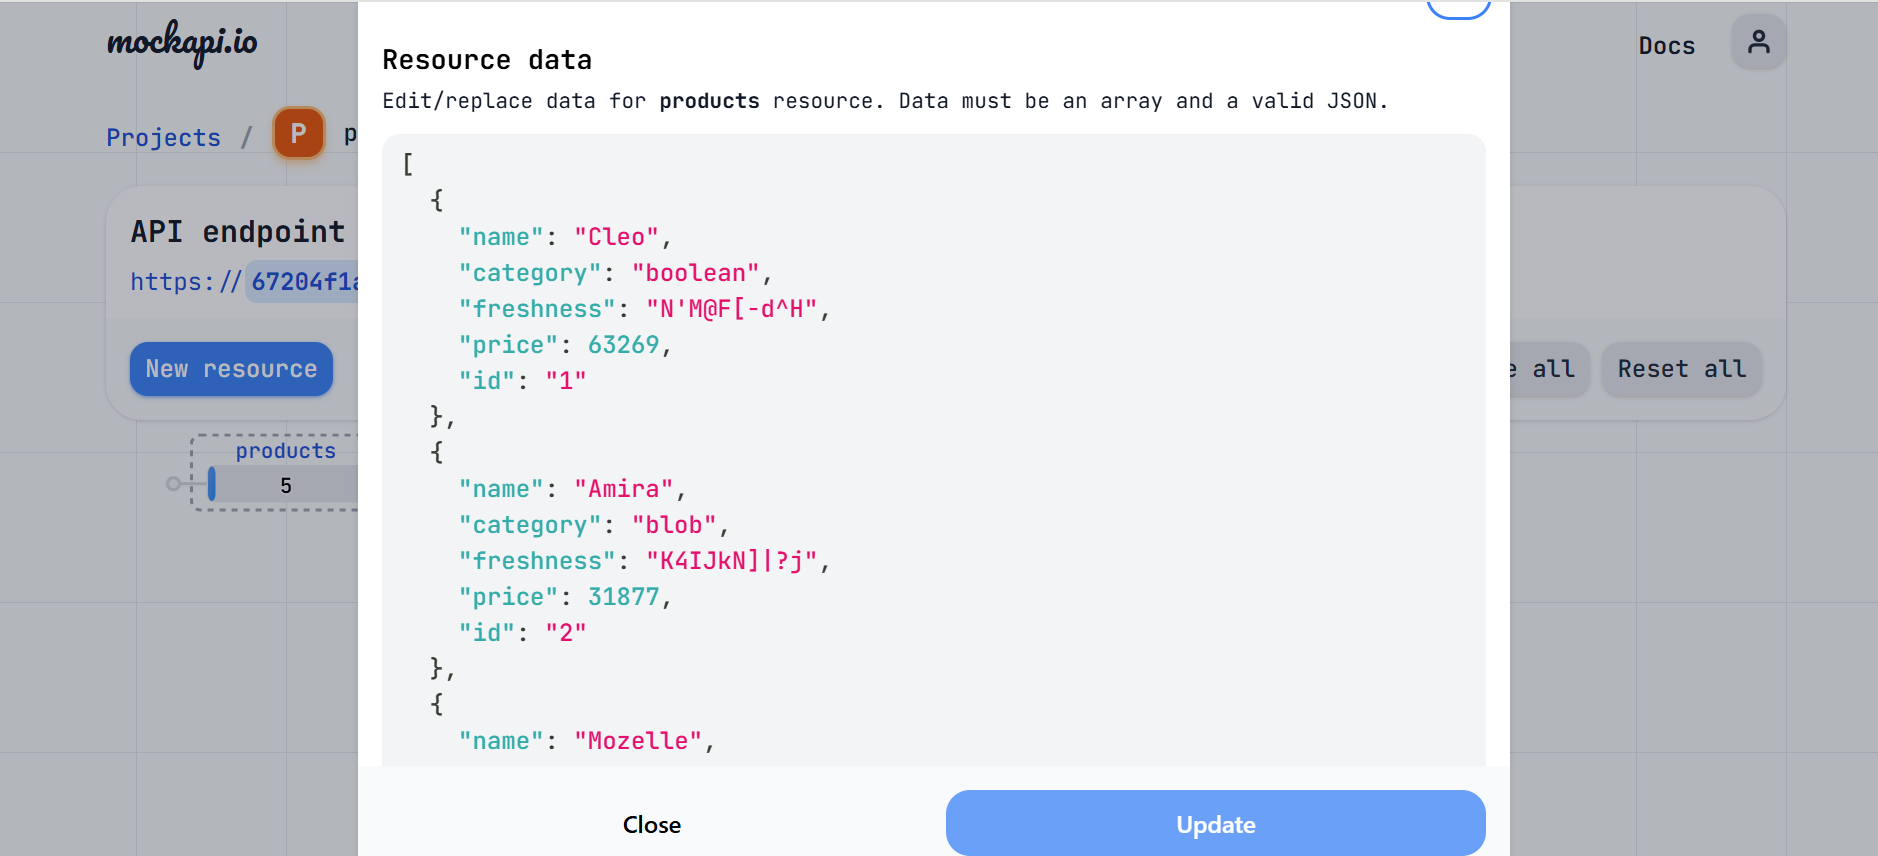 mockapi.io
Docs
Projects / P p
API endpoint
https://67204f1a
New resource
e all
Reset all
products
5
Resource data
Edit/replace data for products resource. Data must be an array and a valid JSON.
[
{
"name": "Cleo",
"category": "boolean",
"freshness": "N'M@F[-d^H",
"price": 63269,
"id": "1"
},
{
"name": "Amira",
"category": "blob",
"freshness": "K4IJkN]|?j",
"price": 31877,
"id": "2"
},
{
"name": "Mozelle",
Close
Update